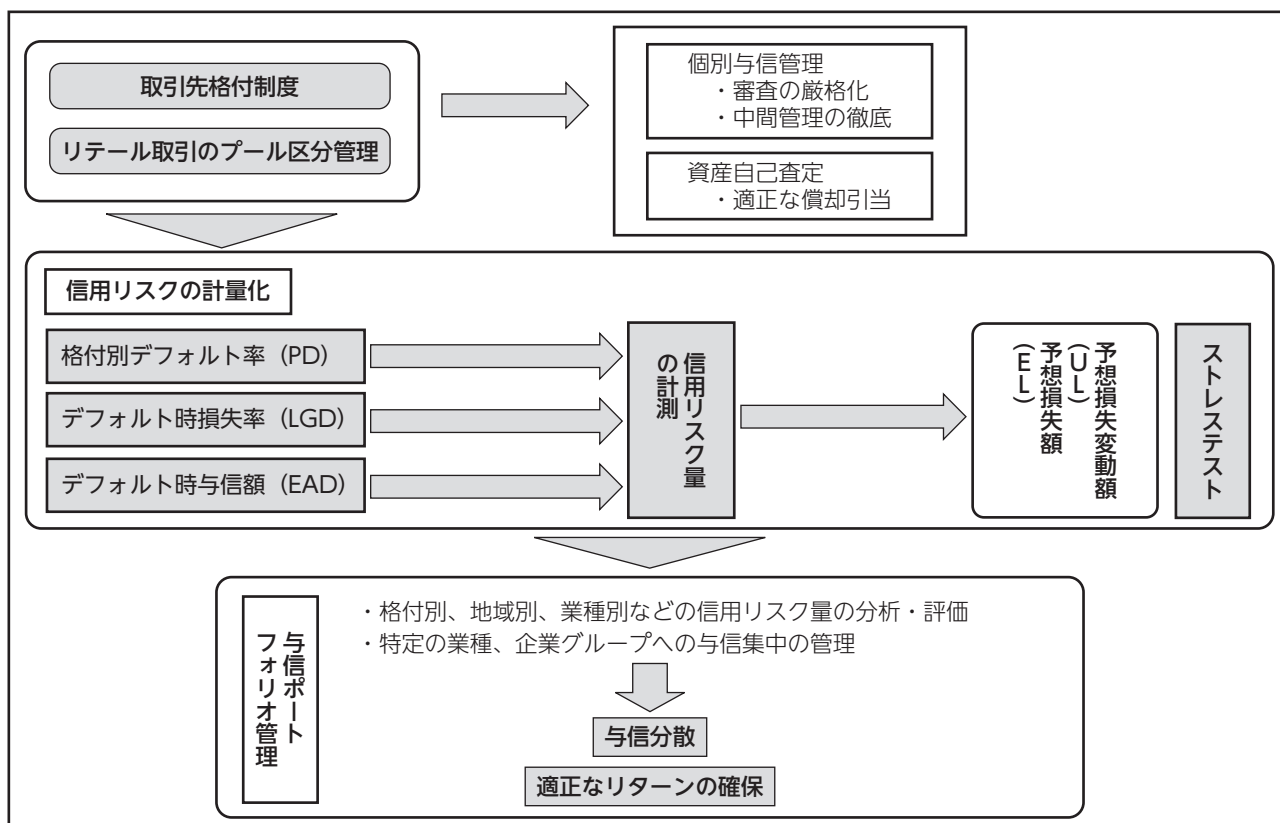 取引先格付制度
リテール取引のプール区分管理
個別与信管理
・審査の厳格化
・中間管理の徹底
資産自己査定
・適正な償却引当
信用リスクの計量化
格付別デフォルト率（PD）
デフォルト時損失率（LGD）
デフォルト時与信額（EAD）
信用リスク量
の計測
予想損失変動額
（UL）
予想損失額
（EL）
ストレステスト
与信ポート
フォリオ管理
・格付別、地域別、業種別などの信用リスク量の分析・評価
・特定の業種、企業グループへの与信集中の管理
与信分散
適正なリターンの確保